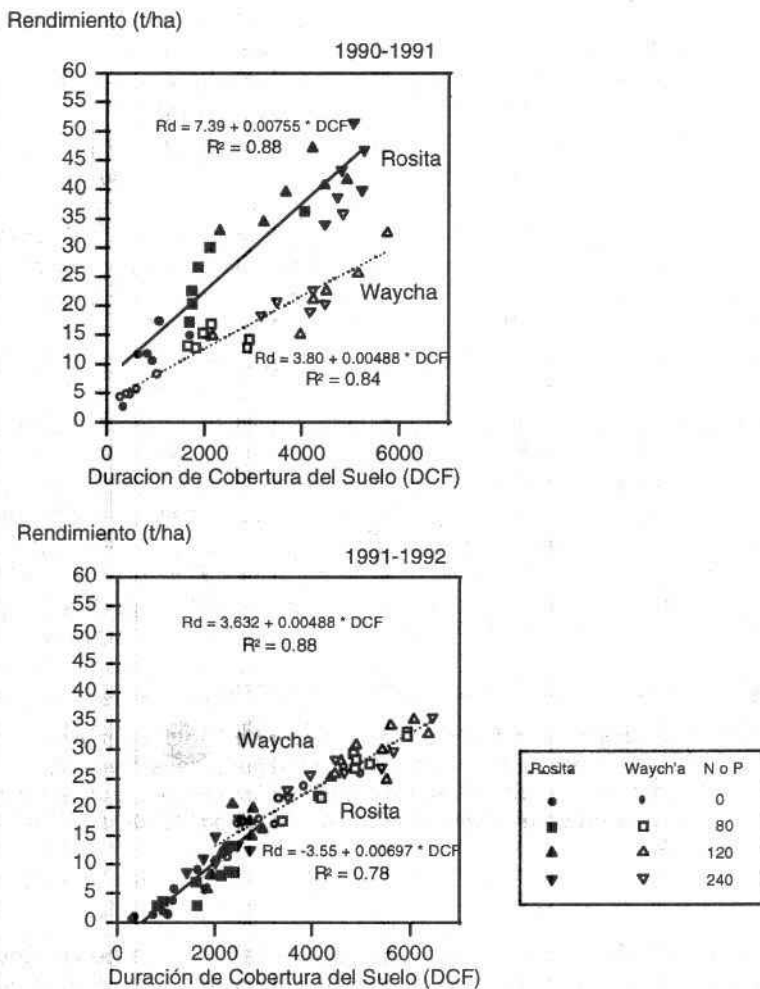 Rendimiento (t/ha)
1990-1991
60
55
50
45
40
35
30
25
20
15
10
5
0
Rd = 7.39 + 0.00755 * DCF
R² = 0.88
Rosita
Waycha
Rd = 3.80 + 0.00488 * DCF
R² = 0.84
0 2000 4000 6000
Duracion de Cobertura del Suelo (DCF)
Rendimiento (t/ha)
1991-1992
60
55
50
45
40
35
30
25
20
15
10
5
0
Rd = 3.632 + 0.00488 * DCF
R² = 0.88
Waycha
Rosita
Rd = -3.55 + 0.00697 * DCF
R² = 0.78
0 2000 4000 6000
Duración de Cobertura del Suelo (DCF)
Rosita Waych'a N o P
0
80
120
240